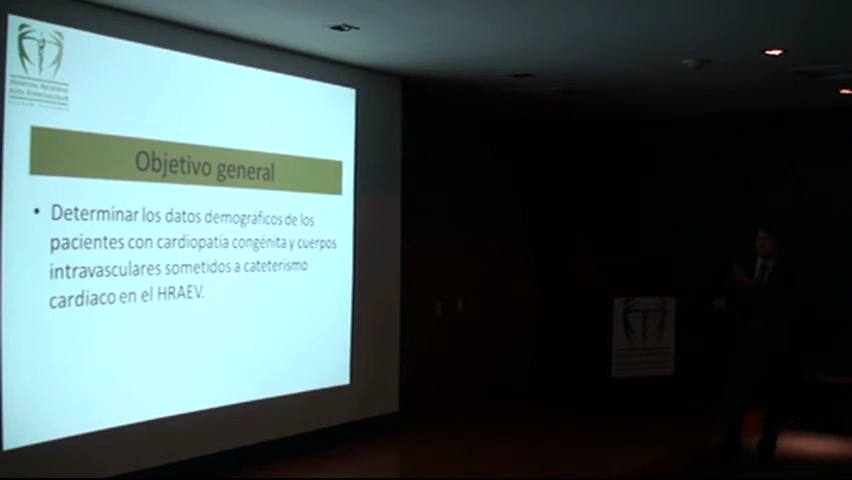 Objetivo general
• Determinar los datos demográficos de los
pacientes con cardiopatía congénita y cuerpos
intravasculares sometidos a cateterismo
cardiaco en el HRAEV.